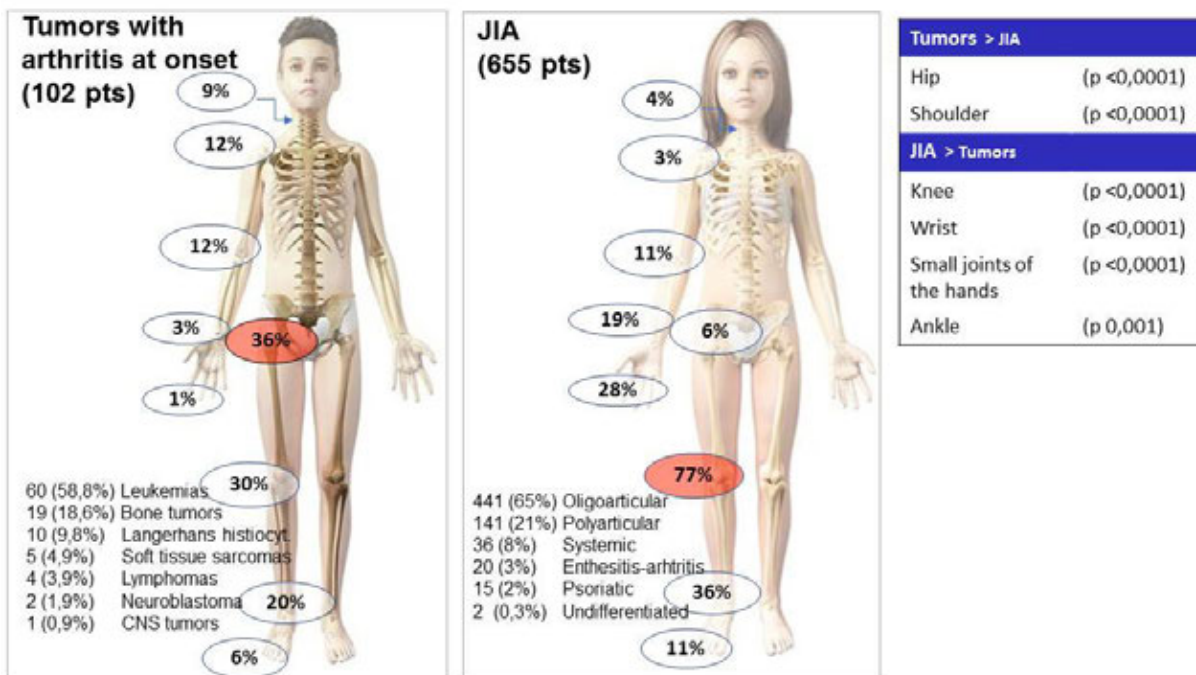 Tumors with
arthritis at onset
(102 pts)
9%
12%
12%
3%
36%
1%
30%
60 (58,8%) Leukemias
19 (18,6%) Bone tumors
10 (9,8%) Langerhans histiocyt.
5 (4,9%) Soft tissue sarcomas
4 (3,9%) Lymphomas
2 (1,9%) Neuroblastoma
1 (0,9%) CNS tumors
20%
6%
JIA
(655 pts)
4%
3%
11%
19%
6%
28%
77%
441 (65%) Oligoarticular
141 (21%) Polyarticular
36 (8%) Systemic
20 (3%) Enthesitis-arhtritis
15 (2%) Psoriatic
2 (0,3%) Undifferentiated
36%
11%
Tumors > JIA
Hip (p <0,0001)
Shoulder (p <0,0001)
JIA > Tumors
Knee (p <0,0001)
Wrist (p <0,0001)
Small joints of (p <0,0001)
the hands
Ankle (p 0,001)